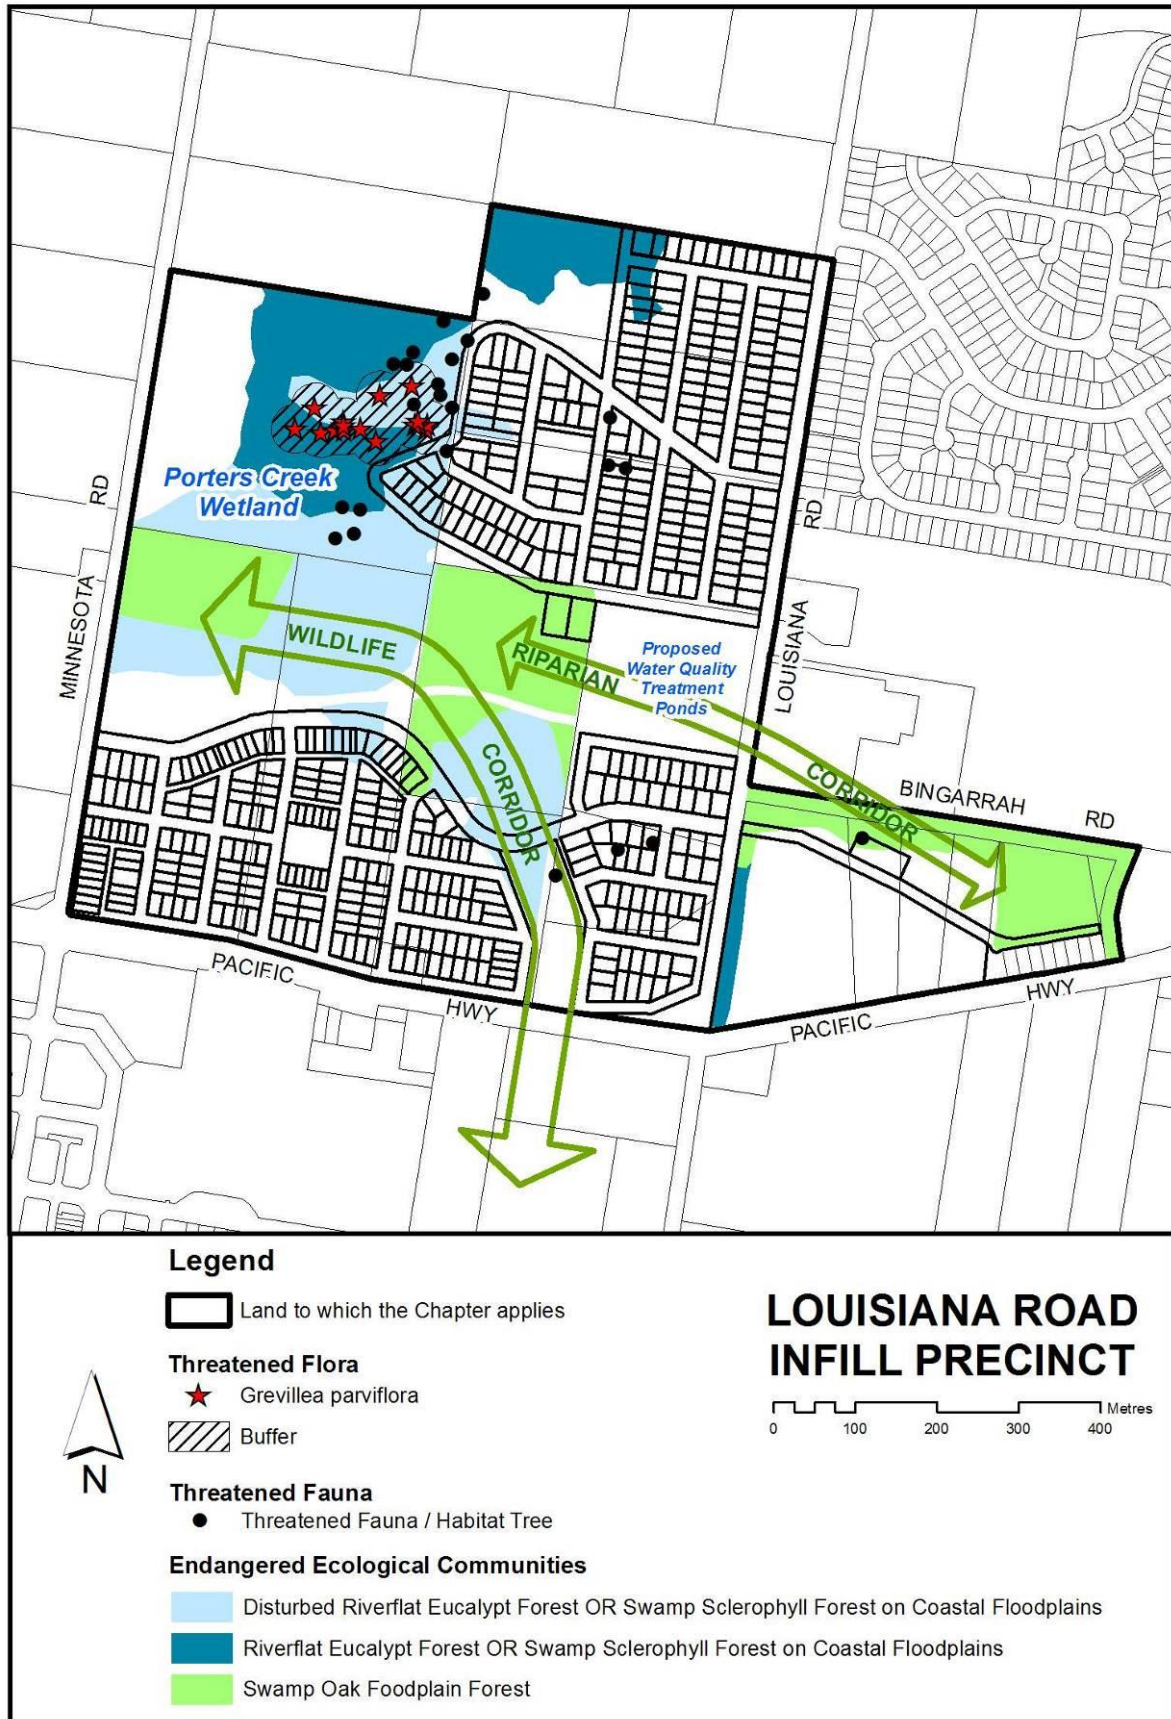 Porters Creek
Wetland
RD
MINNESOTA
WILDLIFE
CORRIDOR
RIPARIAN
CORRIDOR
Proposed
Water Quality
Treatment
Ponds
RD
LOUISIANA
BINGARRAH
RD
PACIFIC
HWY
PACIFIC
HWY
Legend
Land to which the Chapter applies
Threatened Flora
Grevillea parviflora
Buffer
Threatened Fauna
Threatened Fauna / Habitat Tree
Endangered Ecological Communities
Disturbed Riverflat Eucalypt Forest OR Swamp Sclerophyll Forest on Coastal Floodplains
Riverflat Eucalypt Forest OR Swamp Sclerophyll Forest on Coastal Floodplains
Swamp Oak Foodplain Forest
N
LOUISIANA ROAD
INFILL PRECINCT
Metres
0 100 200 300 400